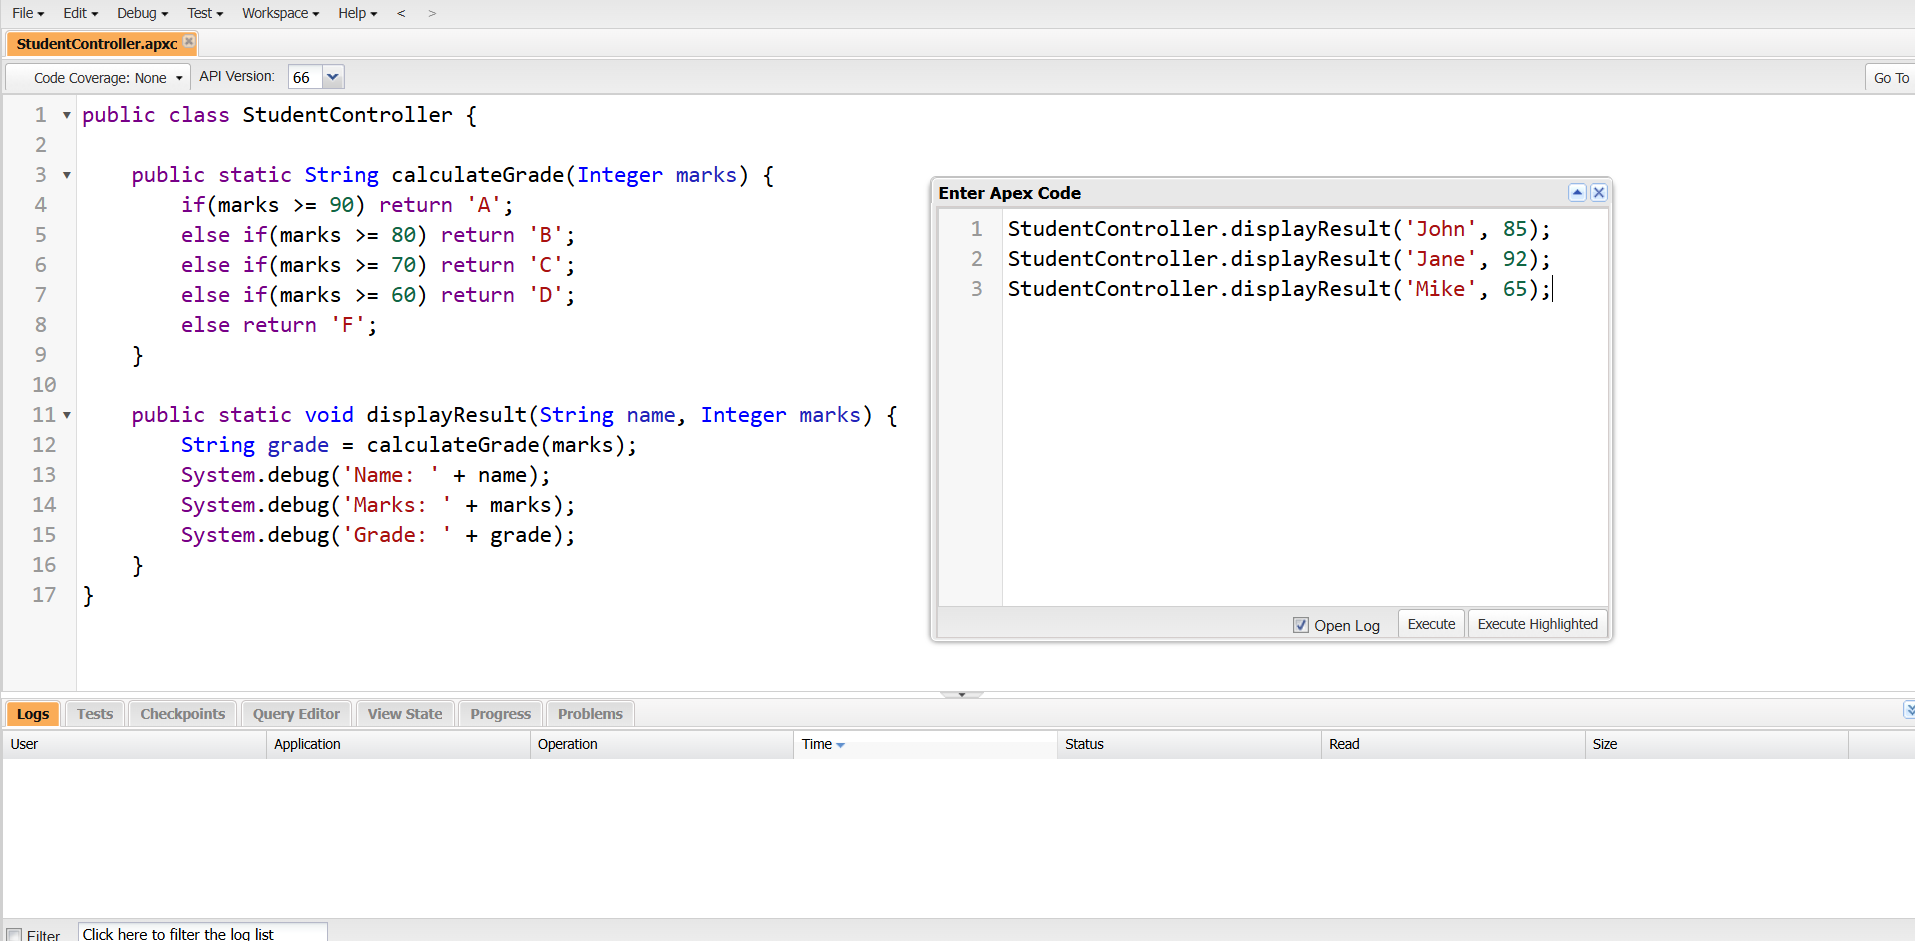 File Edit Debug Test Workspace Help < >
StudentController.apxc
Code Coverage: None API Version: 66 Go To
1 public class StudentController {
2
3 public static String calculateGrade(Integer marks) {
4 if(marks >= 90) return 'A';
5 else if(marks >= 80) return 'B';
6 else if(marks >= 70) return 'C';
7 else if(marks >= 60) return 'D';
8 else return 'F';
9 }
10
11 public static void displayResult(String name, Integer marks) {
12 String grade = calculateGrade(marks);
13 System.debug('Name: ' + name);
14 System.debug('Marks: ' + marks);
15 System.debug('Grade: ' + grade);
16 }
17 }
Enter Apex Code
1 StudentController.displayResult('John', 85);
2 StudentController.displayResult('Jane', 92);
3 StudentController.displayResult('Mike', 65);
Open Log Execute Execute Highlighted
Logs Tests Checkpoints Query Editor View State Progress Problems
User Application Operation Time Status Read Size
Filter Click here to filter the log list